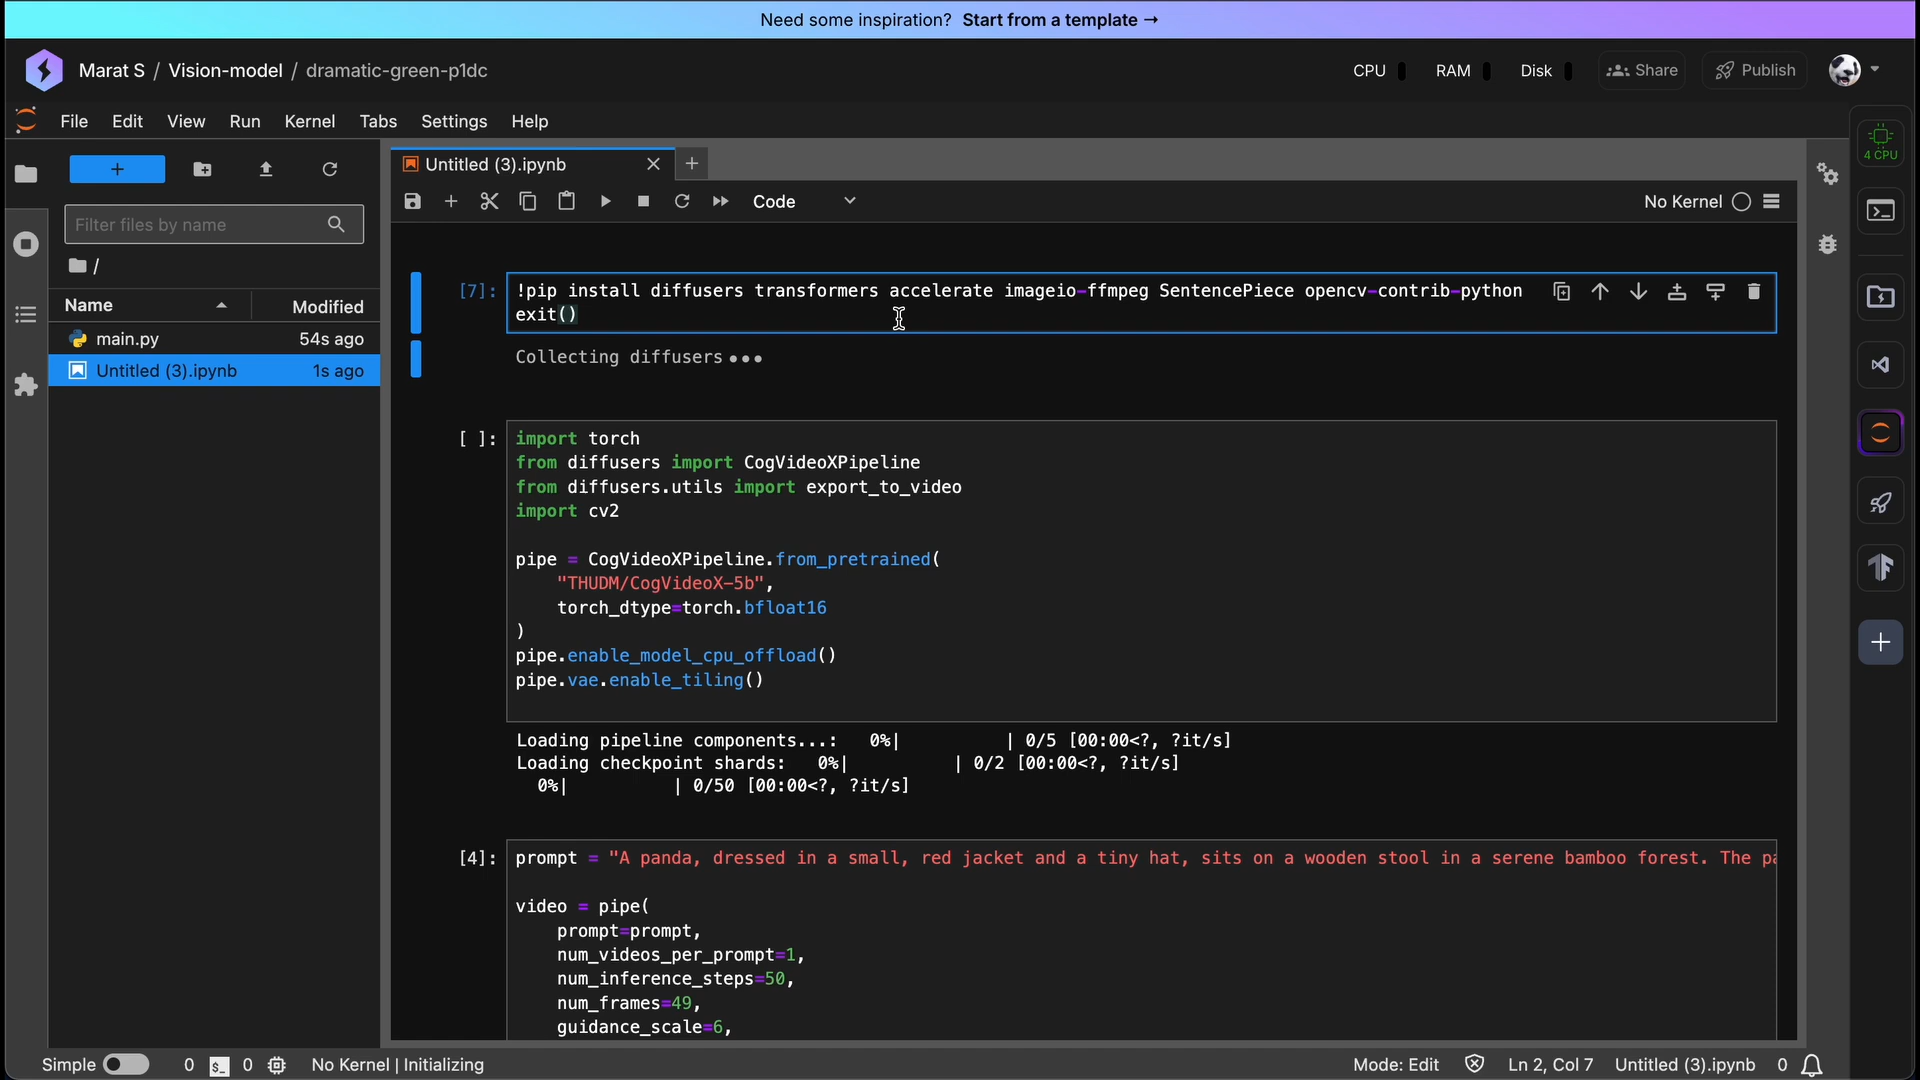 Need some inspiration? Start from a template →
Marat S / Vision-model / dramatic-green-p1dc
CPU RAM Disk Share Publish
File Edit View Run Kernel Tabs Settings Help
4 CPU
+
Untitled (3).ipynb
Code
No Kernel
Filter files by name
/
Name Modified
main.py 54s ago
Untitled (3).ipynb 1s ago
[7]: !pip install diffusers transformers accelerate imageio-ffmpeg SentencePiece opencv-contrib-python
exit()
Collecting diffusers •••
[ ]: import torch
from diffusers import CogVideoXPipeline
from diffusers.utils import export_to_video
import cv2
pipe = CogVideoXPipeline.from_pretrained(
"THUDM/CogVideoX-5b",
torch_dtype=torch.bfloat16
)
pipe.enable_model_cpu_offload()
pipe.vae.enable_tiling()
Loading pipeline components...: 0%| | 0/5 [00:00<?, ?it/s]
Loading checkpoint shards: 0%| | 0/2 [00:00<?, ?it/s]
0%| | 0/50 [00:00<?, ?it/s]
[4]: prompt = "A panda, dressed in a small, red jacket and a tiny hat, sits on a wooden stool in a serene bamboo forest. The pa
video = pipe(
prompt=prompt,
num_videos_per_prompt=1,
num_inference_steps=50,
num_frames=49,
guidance_scale=6,
Simple 0 0 No Kernel | Initializing
Mode: Edit Ln 2, Col 7 Untitled (3).ipynb 0